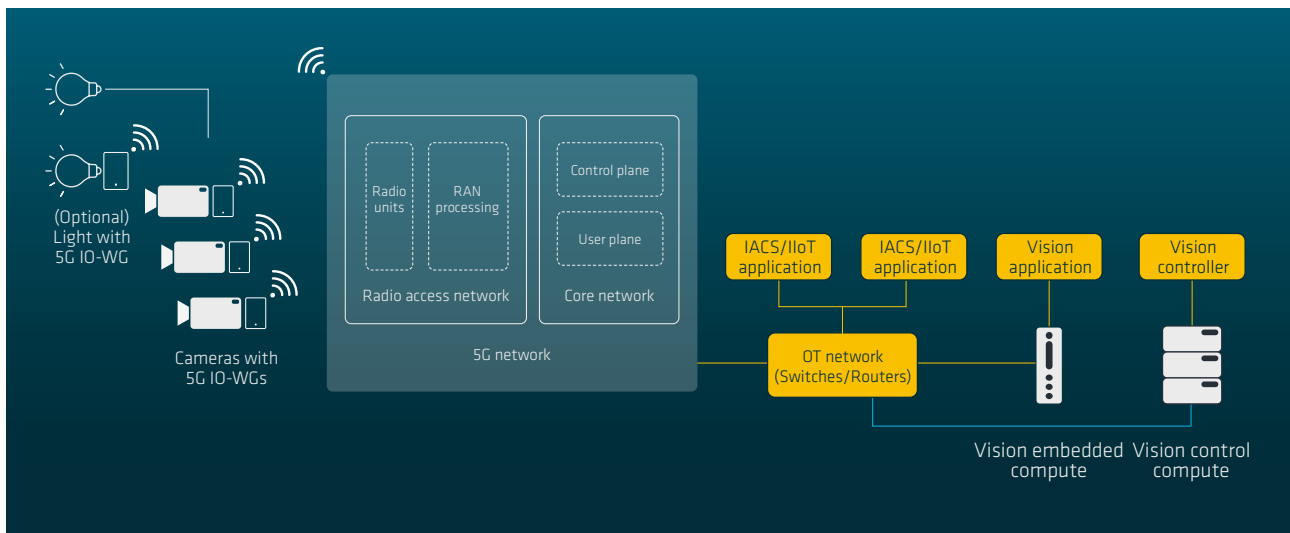 (Optional)
Light with
5G IO-WG
Cameras with
5G IO-WGs
Radio
units
RAN
processing
Radio access network
Control plane
User plane
Core network
5G network
IACS/IIoT
application
IACS/IIoT
application
Vision
application
Vision
controller
OT network
(Switches/Routers)
Vision embedded
compute
Vision control
compute